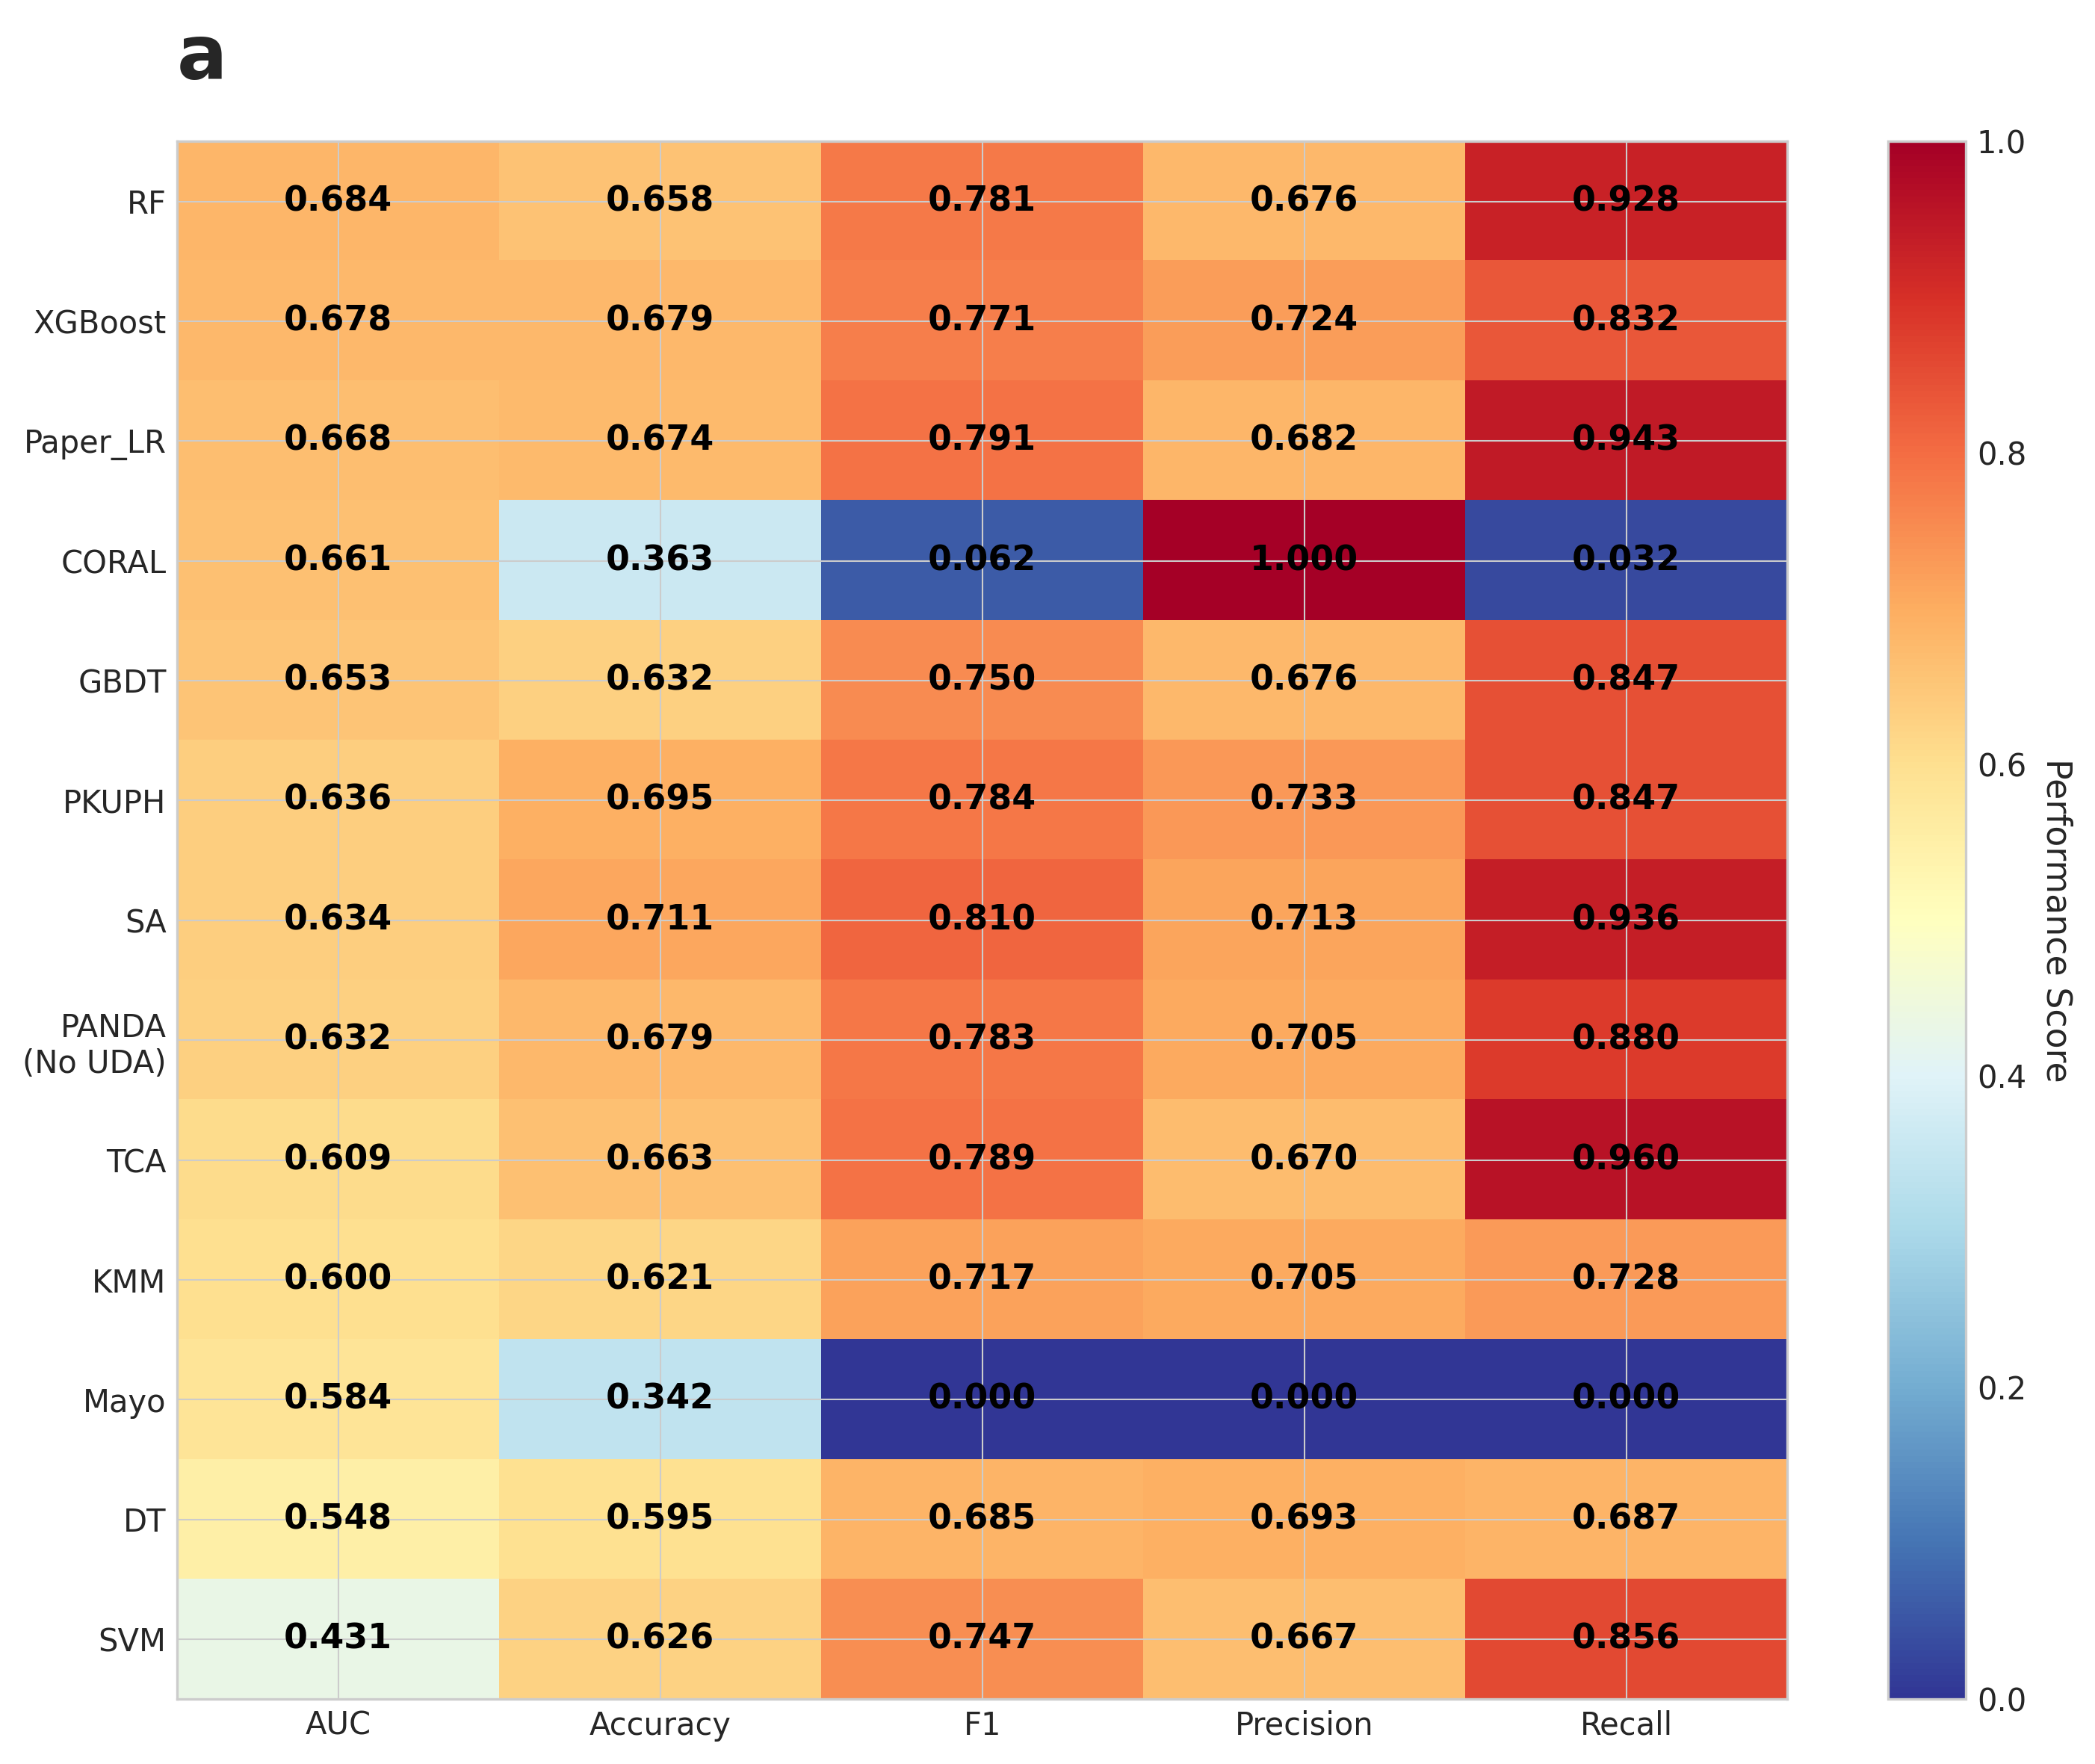 a
RF 0.684 0.658 0.781 0.676 0.928
XGBoost 0.678 0.679 0.771 0.724 0.832
Paper_LR 0.668 0.674 0.791 0.682 0.943
CORAL 0.661 0.363 0.062 1.000 0.032
GBDT 0.653 0.632 0.750 0.676 0.847
PKUPH 0.636 0.695 0.784 0.733 0.847
SA 0.634 0.711 0.810 0.713 0.936
PANDA
(No UDA) 0.632 0.679 0.783 0.705 0.880
TCA 0.609 0.663 0.789 0.670 0.960
KMM 0.600 0.621 0.717 0.705 0.728
Mayo 0.584 0.342 0.000 0.000 0.000
DT 0.548 0.595 0.685 0.693 0.687
SVM 0.431 0.626 0.747 0.667 0.856
AUC Accuracy F1 Precision Recall
1.0
0.8
0.6
0.4
0.2
0.0
Performance Score